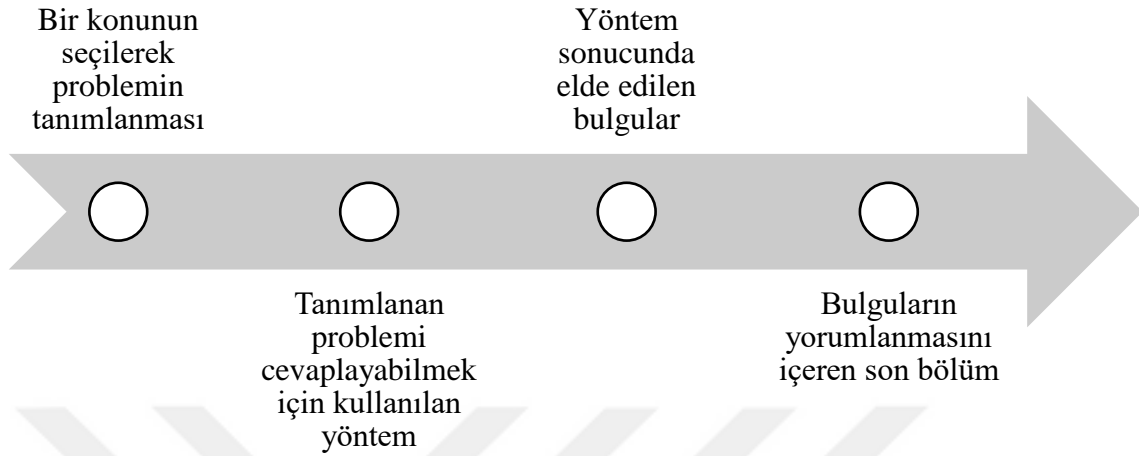 Bir konunun
seçilerek
problemin
tanımlanması
Tanımlanan
problemi
cevaplayabilmek
için kullanılan
yöntem
Yöntem
sonucunda
elde edilen
bulgular
Bulguların
yorumlanmasını
içeren son bölüm